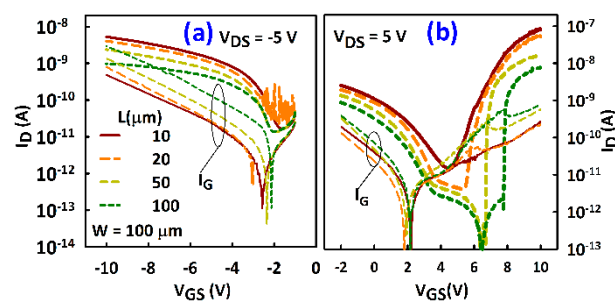 (a) V_DS = -5 V
V_DS = 5 V (b)
I_D (A)
10^-8
10^-9
10^-10
10^-11
10^-12
10^-13
10^-14
L(μm)
10
20
50
100
W = 100 μm
I_G
-10 -8 -6 -4 -2 0
V_GS (V)
I_G
-2 0 2 4 6 8 10
V_GS(V)
10^-7
10^-8
10^-9
10^-10
10^-11
10^-12
10^-13
I_D (A)